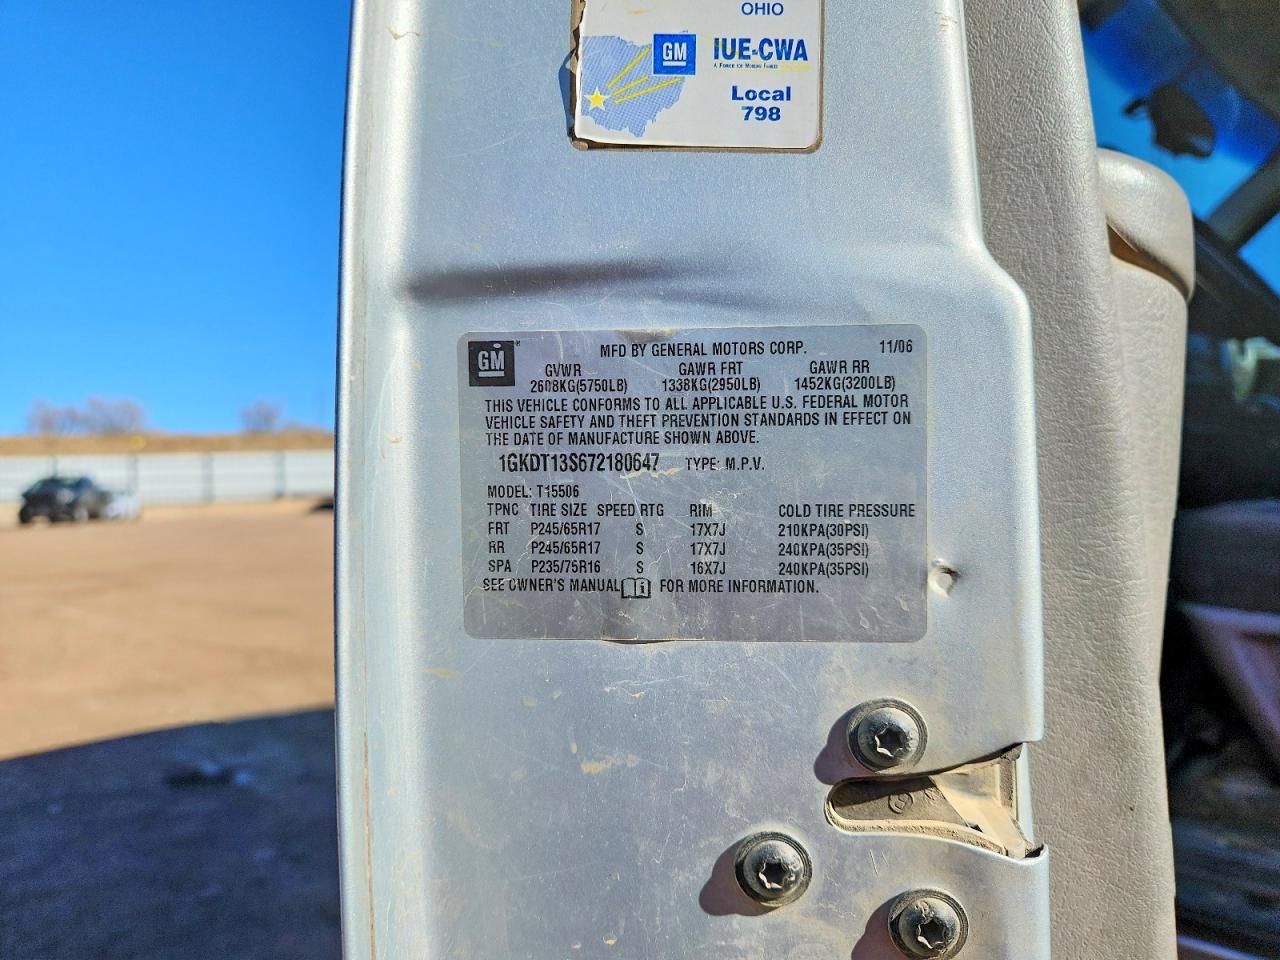 OHIO
GM IUE-CWA
A Force for Working Families
Local
798
GM
MFD BY GENERAL MOTORS CORP. 11/06
GVWR GAWR FRT GAWR RR
2608KG(5750LB) 1338KG(2950LB) 1452KG(3200LB)
THIS VEHICLE CONFORMS TO ALL APPLICABLE U.S. FEDERAL MOTOR
VEHICLE SAFETY AND THEFT PREVENTION STANDARDS IN EFFECT ON
THE DATE OF MANUFACTURE SHOWN ABOVE.
1GKDT13S672180647 TYPE: M.P.V.
MODEL: T15506
TPNC TIRE SIZE SPEED RTG RIM COLD TIRE PRESSURE
FRT P245/65R17 S 17X7J 210KPA(30PSI)
RR P245/65R17 S 17X7J 240KPA(35PSI)
SPA P235/75R16 S 16X7J 240KPA(35PSI)
SEE OWNER'S MANUAL i FOR MORE INFORMATION.